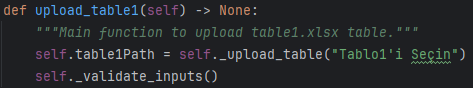 def upload_table1(self) -> None:
"""Main function to upload table1.xlsx table."""
self.table1Path = self._upload_table("Tablo1'i Seçin")
self._validate_inputs()